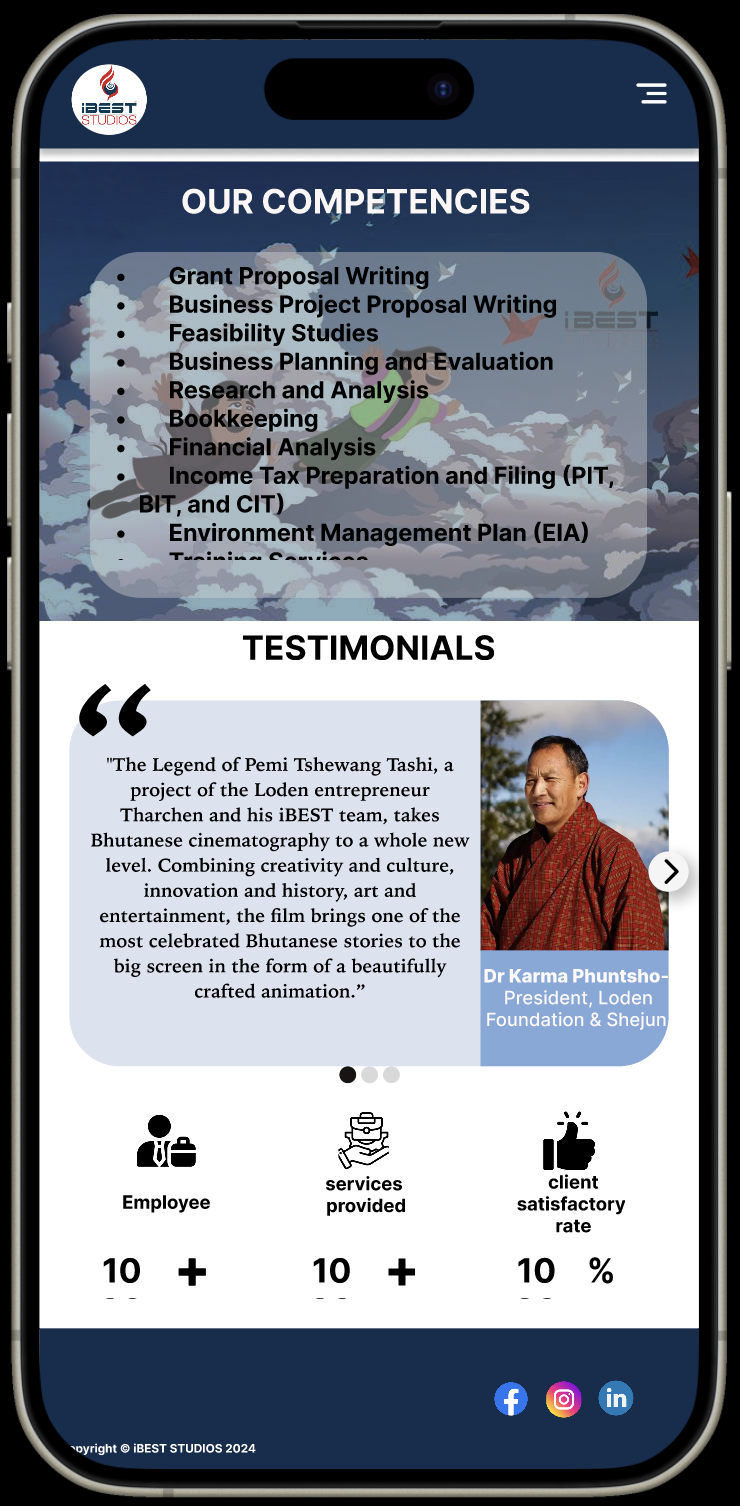 iBEST
STUDIOS
OUR COMPETENCIES
• Grant Proposal Writing
iBEST
• Business Project Proposal Writing
• Feasibility Studies
• Business Planning and Evaluation
• Research and Analysis
• Bookkeeping
• Financial Analysis
• Income Tax Preparation and Filing (PIT,
BIT, and CIT)
• Environment Management Plan (EIA)
• Training Services
TESTIMONIALS
"The Legend of Pemi Tshewang Tashi, a
project of the Loden entrepreneur
Tharchen and his iBEST team, takes
Bhutanese cinematography to a whole new
level. Combining creativity and culture,
innovation and history, art and
entertainment, the film brings one of the
most celebrated Bhutanese stories to the
big screen in the form of a beautifully
crafted animation.”
Dr Karma Phuntsho-
President, Loden
Foundation & Shejun
Employee
services
provided
client
satisfactory
rate
10 +
10 +
10 %
opyright © iBEST STUDIOS 2024